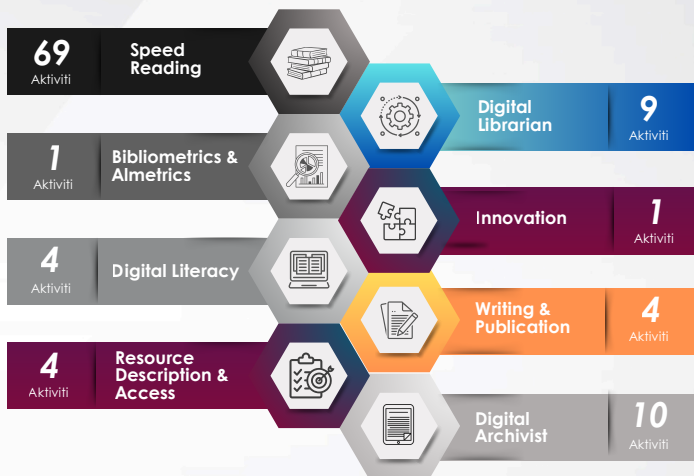 69
Aktiviti
Speed
Reading
Digital
Librarian
9
Aktiviti
1
Aktiviti
Bibliometrics &
Almetrics
Innovation
1
Aktiviti
4
Aktiviti
Digital Literacy
Writing &
Publication
4
Aktiviti
4
Aktiviti
Resource
Description &
Access
Digital
Archivist
10
Aktiviti